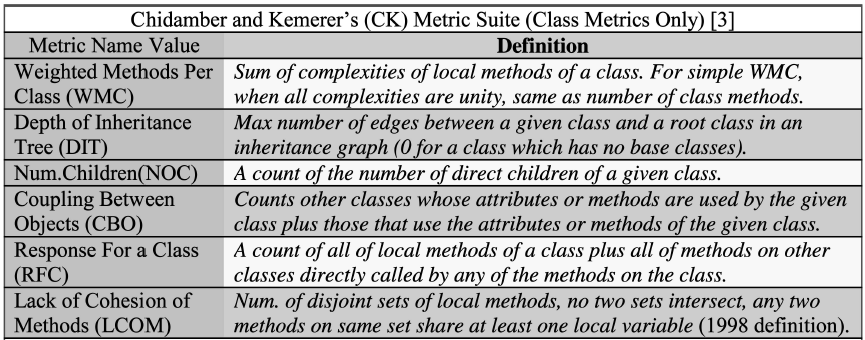 Chidamber and Kemerer's (CK) Metric Suite (Class Metrics Only) [3]
Metric Name Value Definition
Weighted Methods Per Class (WMC) Sum of complexities of local methods of a class. For simple WMC, when all complexities are unity, same as number of class methods.
Depth of Inheritance Tree (DIT) Max number of edges between a given class and a root class in an inheritance graph (0 for a class which has no base classes).
Num.Children(NOC) A count of the number of direct children of a given class.
Coupling Between Objects (CBO) Counts other classes whose attributes or methods are used by the given class plus those that use the attributes or methods of the given class.
Response For a Class (RFC) A count of all of local methods of a class plus all of methods on other classes directly called by any of the methods on the class.
Lack of Cohesion of Methods (LCOM) Num. of disjoint sets of local methods, no two sets intersect, any two methods on same set share at least one local variable (1998 definition).